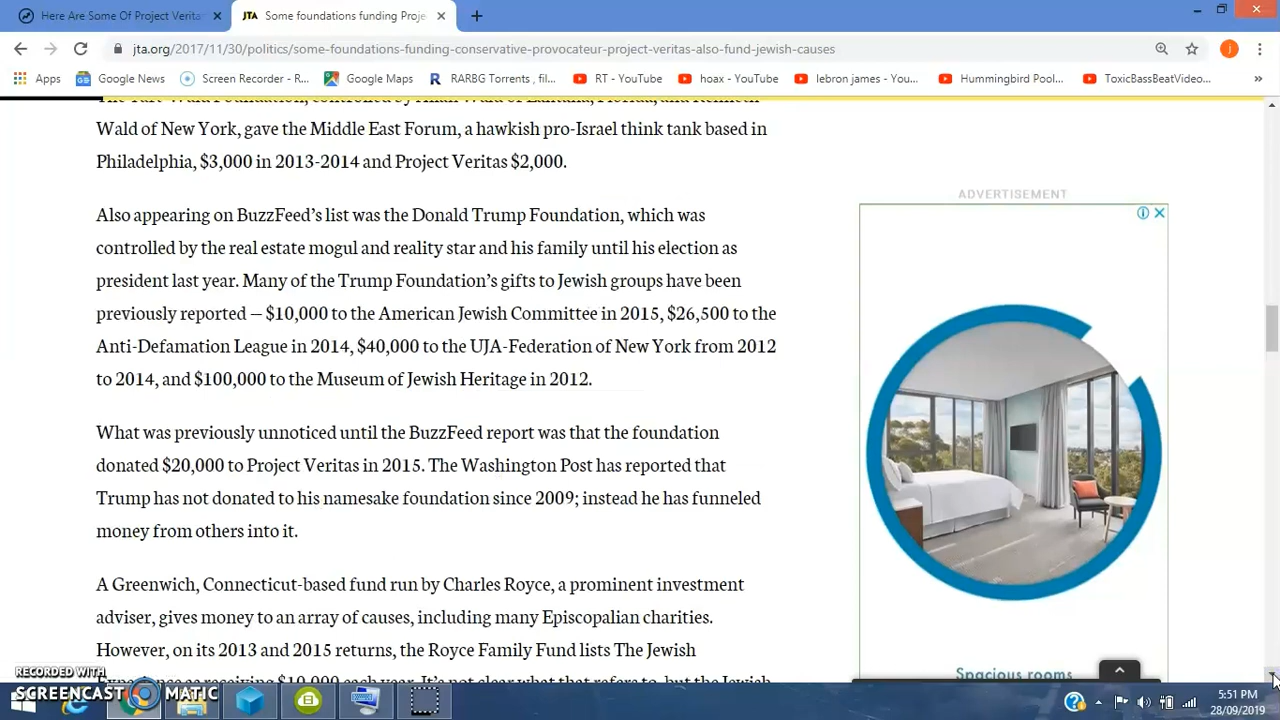 Here Are Some Of Project Verita
Some foundations funding Proje
jta.org/2017/11/30/politics/some-foundations-funding-conservative-provocateur-project-veritas-also-fund-jewish-causes
j
Apps
Google News
Screen Recorder - R...
Google Maps
RARBG Torrents , fil...
RT - YouTube
hoax - YouTube
lebron james - You...
Hummingbird Pool...
ToxicBassBeatVideo...
Wald of New York, gave the Middle East Forum, a hawkish pro-Israel think tank based in
Philadelphia, $3,000 in 2013-2014 and Project Veritas $2,000.
Also appearing on BuzzFeed's list was the Donald Trump Foundation, which was
controlled by the real estate mogul and reality star and his family until his election as
president last year. Many of the Trump Foundation's gifts to Jewish groups have been
previously reported — $10,000 to the American Jewish Committee in 2015, $26,500 to the
Anti-Defamation League in 2014, $40,000 to the UJA-Federation of New York from 2012
to 2014, and $100,000 to the Museum of Jewish Heritage in 2012.
What was previously unnoticed until the BuzzFeed report was that the foundation
donated $20,000 to Project Veritas in 2015. The Washington Post has reported that
Trump has not donated to his namesake foundation since 2009; instead he has funneled
money from others into it.
A Greenwich, Connecticut-based fund run by Charles Royce, a prominent investment
adviser, gives money to an array of causes, including many Episcopalian charities.
However, on its 2013 and 2015 returns, the Royce Family Fund lists The Jewish
ADVERTISEMENT
Spacious rooms
RECORDED WITH
SCREENCAST MATIC
5:51 PM
28/09/2019